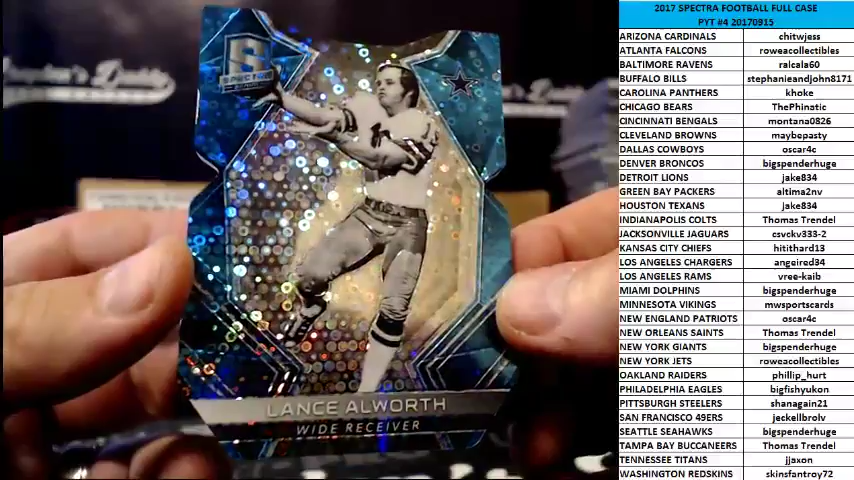 SPECTRA
LANCE ALWORTH
WIDE RECEIVER
2017 SPECTRA FOOTBALL FULL CASE
PYT #4 20170915
ARIZONA CARDINALS chitwjess
ATLANTA FALCONS roweacollectibles
BALTIMORE RAVENS ralcala60
BUFFALO BILLS stephanieandjohn8171
CAROLINA PANTHERS khoke
CHICAGO BEARS ThePhinatic
CINCINNATI BENGALS montana0826
CLEVELAND BROWNS maybepasty
DALLAS COWBOYS oscar4c
DENVER BRONCOS bigspenderhuge
DETROIT LIONS jake834
GREEN BAY PACKERS altima2nv
HOUSTON TEXANS jake834
INDIANAPOLIS COLTS Thomas Trendel
JACKSONVILLE JAGUARS csvckv333-2
KANSAS CITY CHIEFS hitithard13
LOS ANGELES CHARGERS angeired34
LOS ANGELES RAMS vree-kaib
MIAMI DOLPHINS bigspenderhuge
MINNESOTA VIKINGS mwsportscards
NEW ENGLAND PATRIOTS oscar4c
NEW ORLEANS SAINTS Thomas Trendel
NEW YORK GIANTS bigspenderhuge
NEW YORK JETS roweacollectibles
OAKLAND RAIDERS phillip_hurt
PHILADELPHIA EAGLES bigfishyukon
PITTSBURGH STEELERS shanagain21
SAN FRANCISCO 49ERS jeckellbrolv
SEATTLE SEAHAWKS bigspenderhuge
TAMPA BAY BUCCANEERS Thomas Trendel
TENNESSEE TITANS jjaxon
WASHINGTON REDSKINS skinsfantroy72